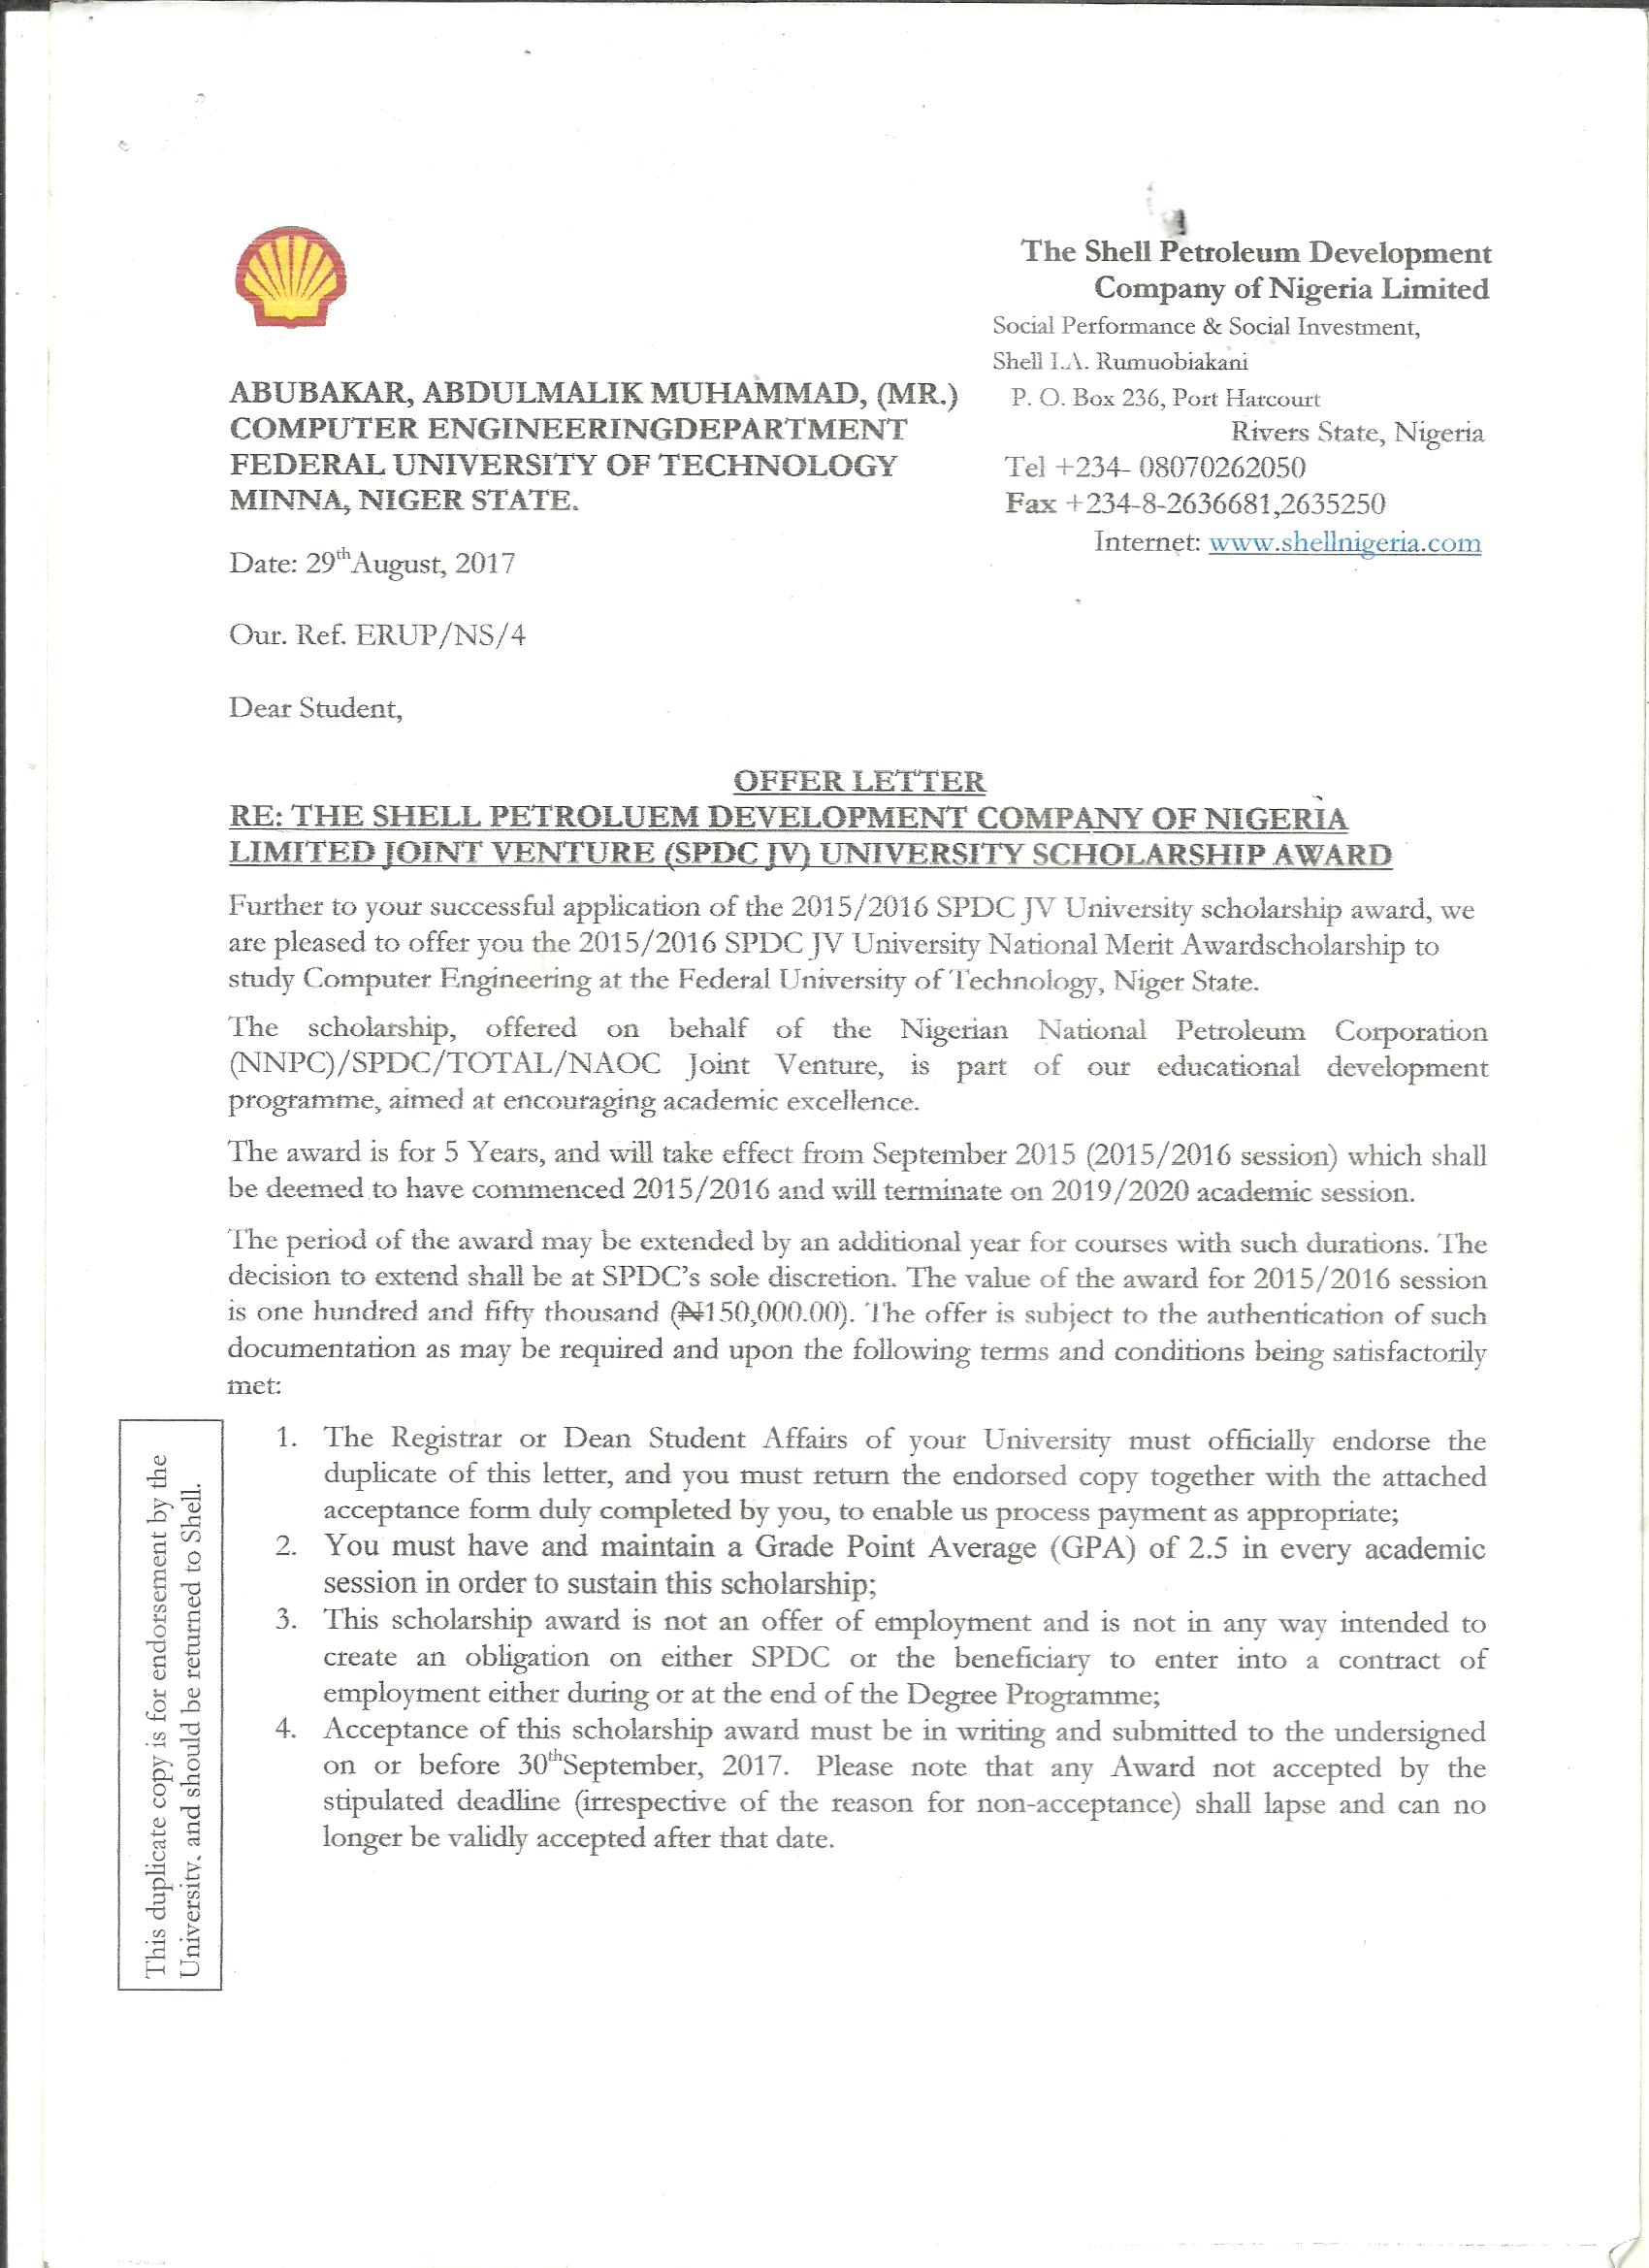 The Shell Petroleum Development
Company of Nigeria Limited
Social Performance & Social Investment,
Shell I.A. Rumuobiakani
P. O. Box 236, Port Harcourt
Rivers State, Nigeria
Tel +234- 08070262050
Fax +234-8-2636681,2635250
Internet: www.shellnigeria.com
ABUBAKAR, ABDULMALIK MUHAMMAD, (MR.)
COMPUTER ENGINEERINGDEPARTMENT
FEDERAL UNIVERSITY OF TECHNOLOGY
MINNA, NIGER STATE.
Date: 29th August, 2017
Our. Ref. ERUP/NS/4
Dear Student,
OFFER LETTER
RE: THE SHELL PETROLUEM DEVELOPMENT COMPANY OF NIGERIA
LIMITED JOINT VENTURE (SPDC JV) UNIVERSITY SCHOLARSHIP AWARD
Further to your successful application of the 2015/2016 SPDC JV University scholarship award, we
are pleased to offer you the 2015/2016 SPDC JV University National Merit Awardscholarship to
study Computer Engineering at the Federal University of Technology, Niger State.
The scholarship, offered on behalf of the Nigerian National Petroleum Corporation
(NNPC)/SPDC/TOTAL/NAOC Joint Venture, is part of our educational development
programme, aimed at encouraging academic excellence.
The award is for 5 Years, and will take effect from September 2015 (2015/2016 session) which shall
be deemed to have commenced 2015/2016 and will terminate on 2019/2020 academic session.
The period of the award may be extended by an additional year for courses with such durations. The
decision to extend shall be at SPDC's sole discretion. The value of the award for 2015/2016 session
is one hundred and fifty thousand (₦150,000.00). The offer is subject to the authentication of such
documentation as may be required and upon the following terms and conditions being satisfactorily
met:
1. The Registrar or Dean Student Affairs of your University must officially endorse the
duplicate of this letter, and you must return the endorsed copy together with the attached
acceptance form duly completed by you, to enable us process payment as appropriate;
2. You must have and maintain a Grade Point Average (GPA) of 2.5 in every academic
session in order to sustain this scholarship;
3. This scholarship award is not an offer of employment and is not in any way intended to
create an obligation on either SPDC or the beneficiary to enter into a contract of
employment either during or at the end of the Degree Programme;
4. Acceptance of this scholarship award must be in writing and submitted to the undersigned
on or before 30thSeptember, 2017. Please note that any Award not accepted by the
stipulated deadline (irrespective of the reason for non-acceptance) shall lapse and can no
longer be validly accepted after that date.
This duplicate copy is for endorsement by the
University, and should be returned to Shell.